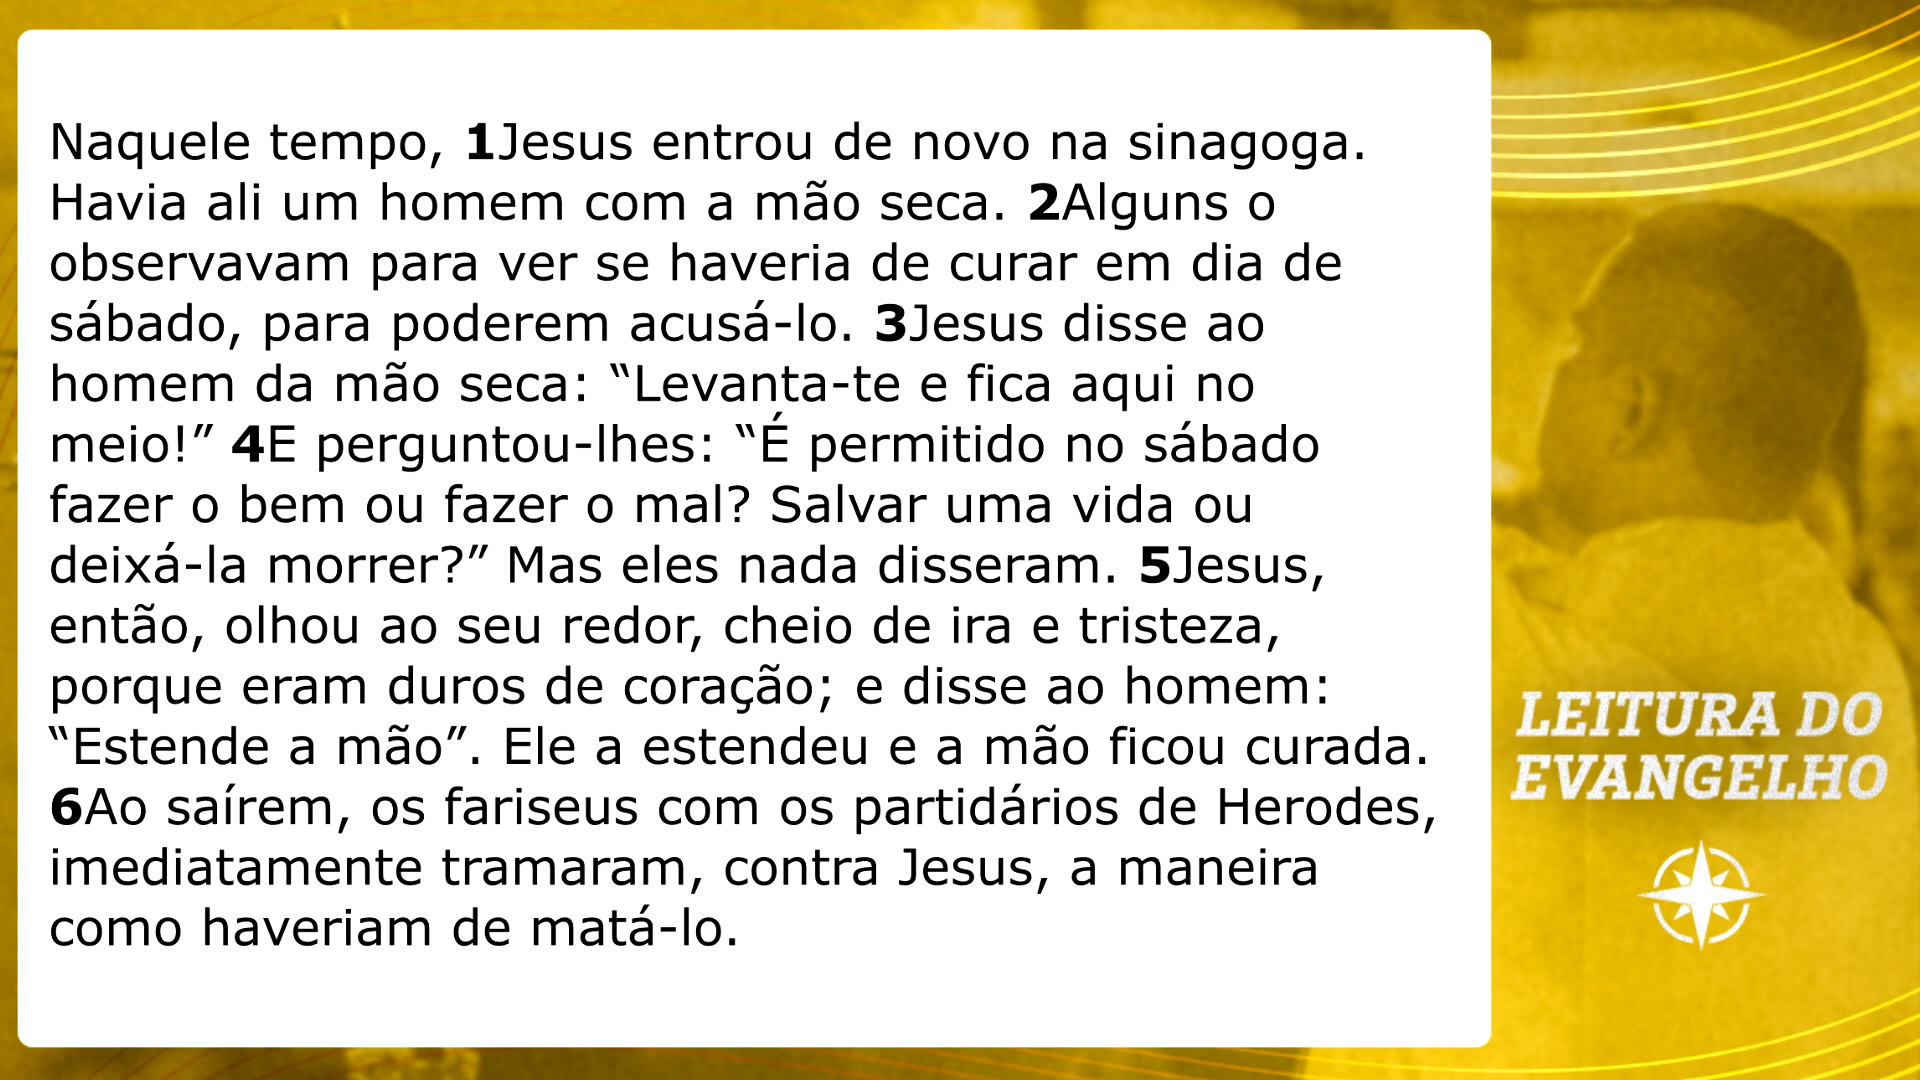 Naquele tempo, 1Jesus entrou de novo na sinagoga.
Havia ali um homem com a mão seca. 2Alguns o
observavam para ver se haveria de curar em dia de
sábado, para poderem acusá-lo. 3Jesus disse ao
homem da mão seca: “Levanta-te e fica aqui no
meio!” 4E perguntou-lhes: “É permitido no sábado
fazer o bem ou fazer o mal? Salvar uma vida ou
deixá-la morrer?” Mas eles nada disseram. 5Jesus,
então, olhou ao seu redor, cheio de ira e tristeza,
porque eram duros de coração; e disse ao homem:
“Estende a mão”. Ele a estendeu e a mão ficou curada.
6Ao saírem, os fariseus com os partidários de Herodes,
imediatamente tramaram, contra Jesus, a maneira
como haveriam de matá-lo.
LEITURA DO
EVANGELHO